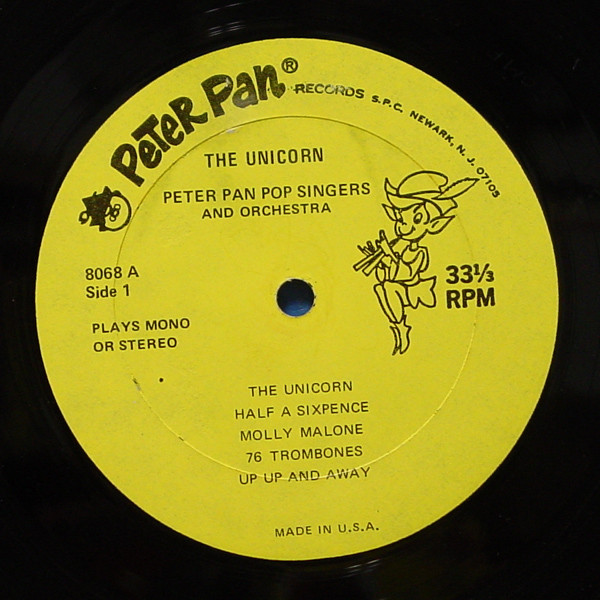 PETER Pan® RECORDS S.P.C. NEWARK, N. J. 07105
THE UNICORN
PETER PAN POP SINGERS
AND ORCHESTRA
8068 A
Side 1
33⅓
RPM
PLAYS MONO
OR STEREO
THE UNICORN
HALF A SIXPENCE
MOLLY MALONE
76 TROMBONES
UP UP AND AWAY
MADE IN U.S.A.